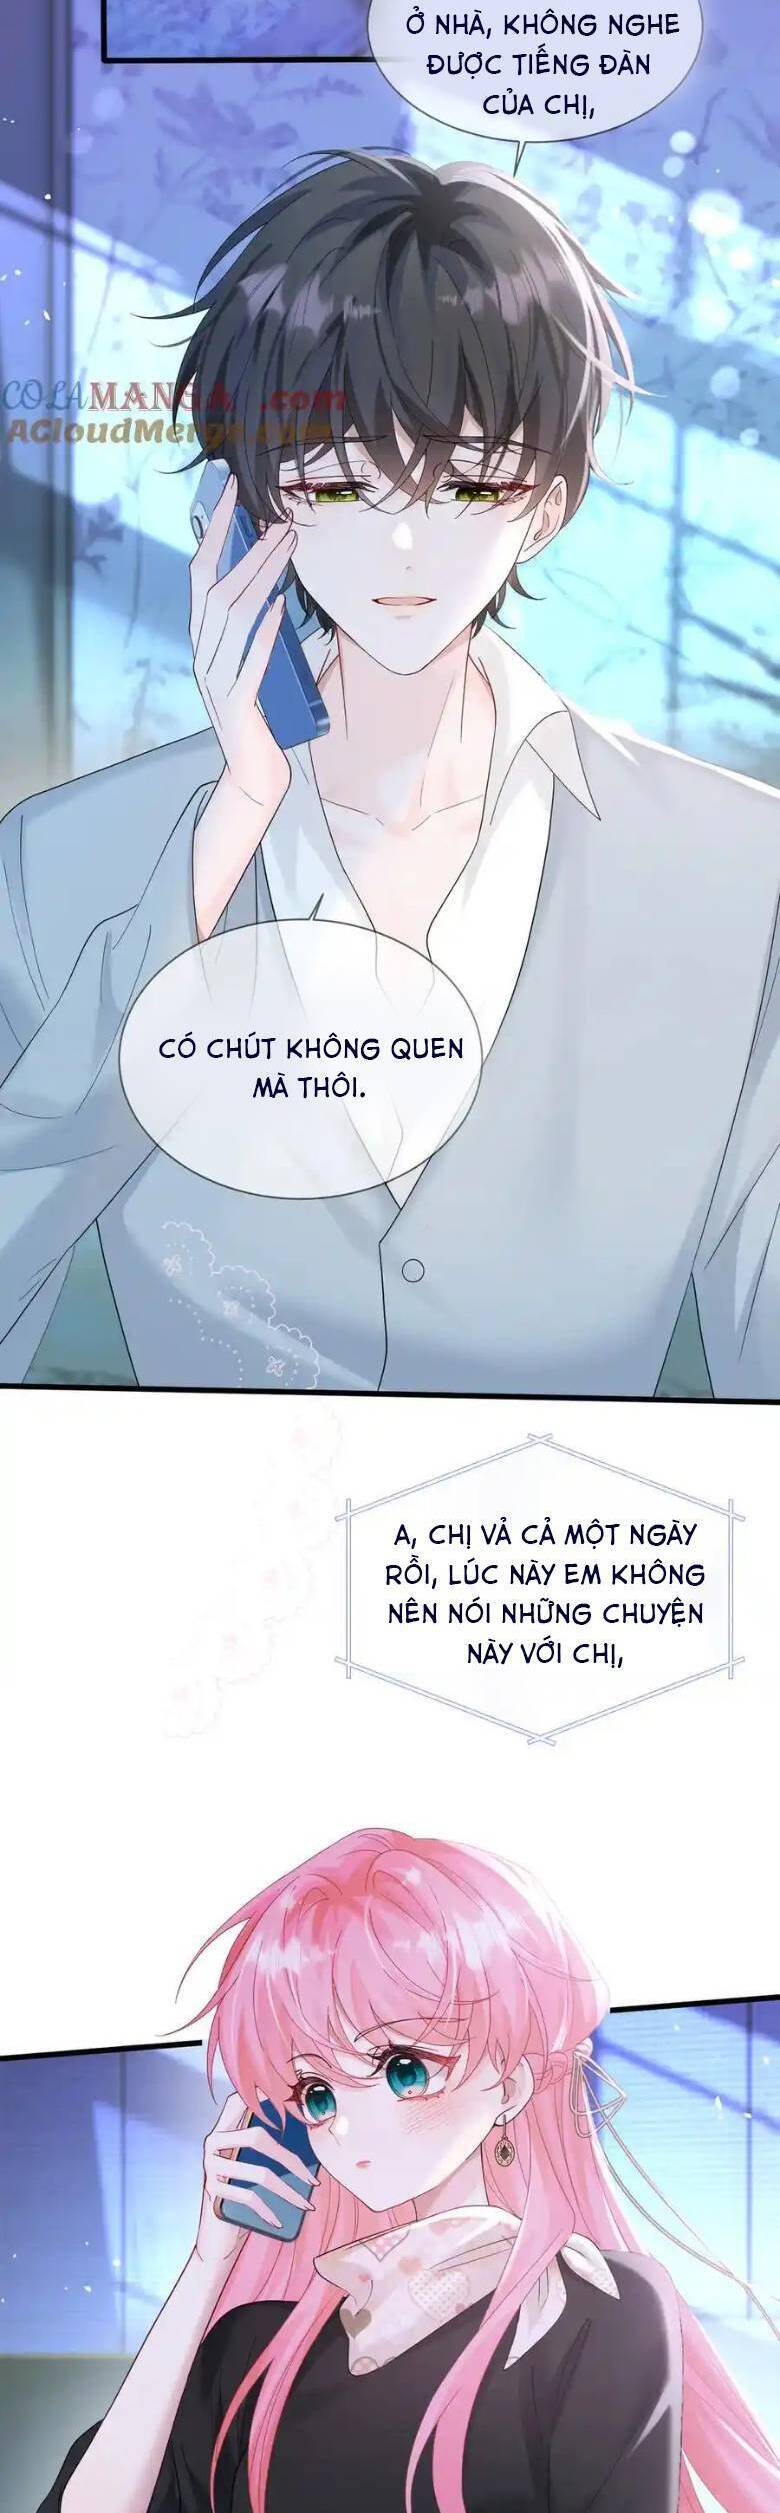 Ở NHÀ, KHÔNG NGHE
ĐƯỢC TIẾNG ĐÀN
CỦA CHỊ,
COLAMANGA.com
ACloudMerge.com
CÓ CHÚT KHÔNG QUEN
MÀ THÔI.
A, CHỊ VẢ CẢ MỘT NGÀY
RỒI, LÚC NÀY EM KHÔNG
NÊN NÓI NHỮNG CHUYỆN
NÀY VỚI CHỊ,